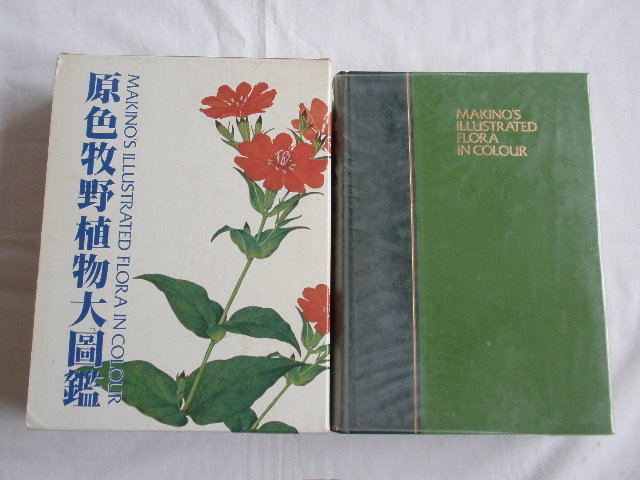 原色牧野植物大圖鑑
MAKINO'S ILLUSTRATED FLORA IN COLOUR
MAKINO'S
ILLUSTRATED
FLORA
IN COLOUR